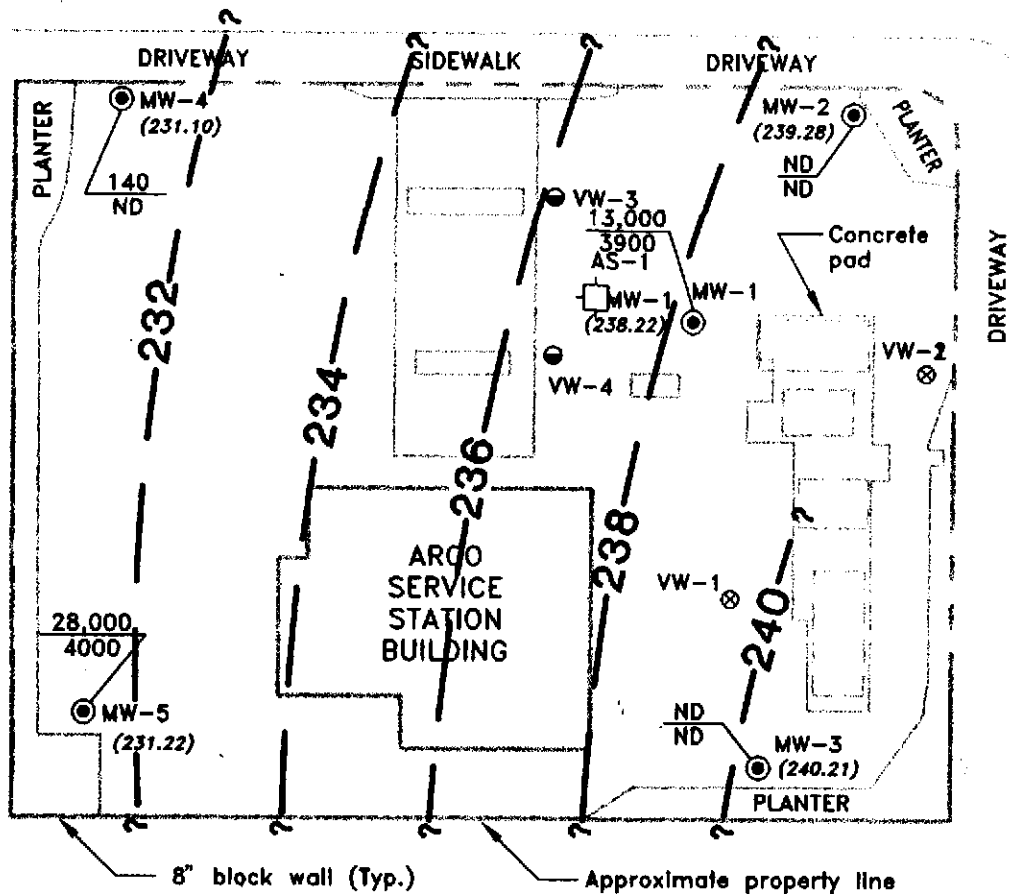 ?
?
?
?
DRIVEWAY
SIDEWALK
DRIVEWAY
MW-4
(231.10)
MW-2
(239.28)
PLANTER
PLANTER
140
ND
ND
ND
VW-3
13,000
3900
AS-1
Concrete
pad
DRIVEWAY
MW-1
MW-1
(238.22)
232
234
VW-4
236
238
?
ARCO
SERVICE
STATION
BUILDING
VW-1
240
28,000
4000
MW-5
(231.22)
ND
ND
MW-3
(240.21)
PLANTER
?
?
?
?
?
8" block wall (Typ.)
Approximate property line